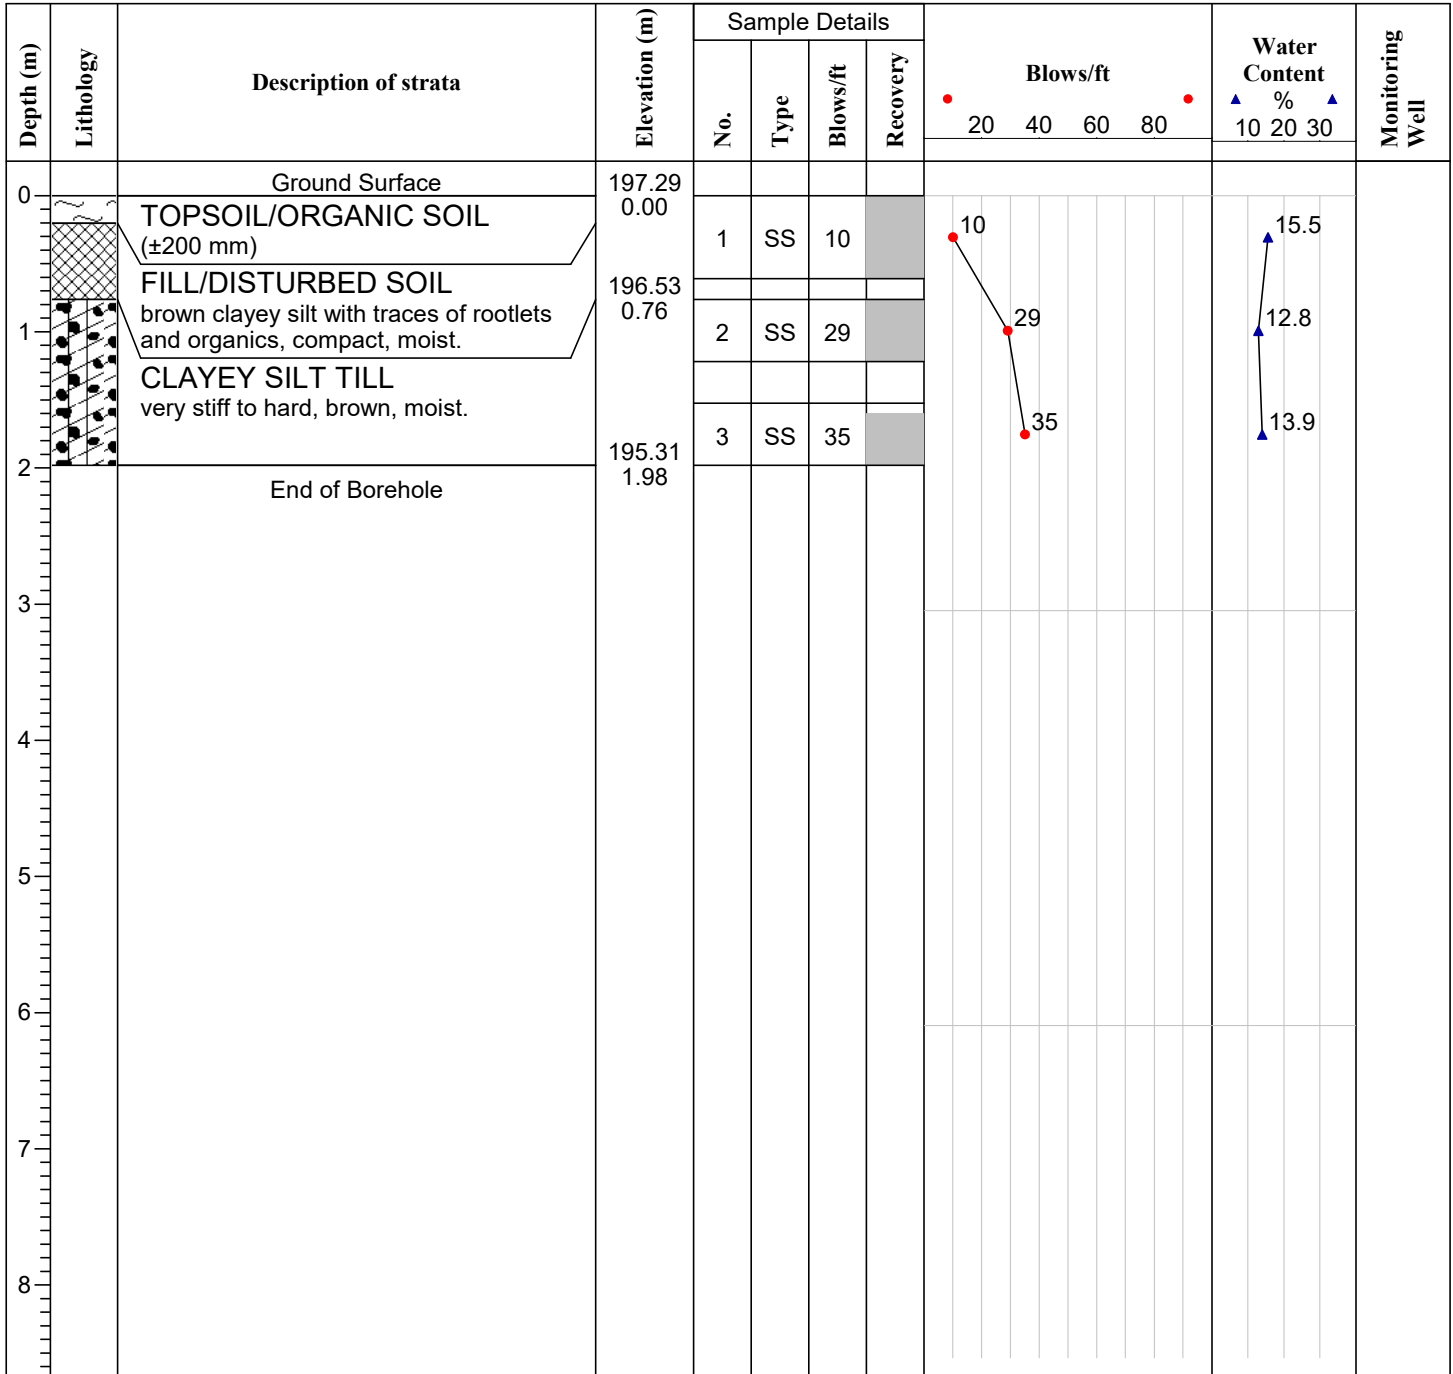 Depth (m)
Lithology
Description of strata
Elevation (m)
Sample Details
No.
Type
Blows/ft
Recovery
Blows/ft
20 40 60 80
Water
Content
%
10 20 30
Monitoring
Well
Ground Surface
197.29
0.00
0
TOPSOIL/ORGANIC SOIL
(±200 mm)
1 SS 10
10
15.5
FILL/DISTURBED SOIL
brown clayey silt with traces of rootlets
and organics, compact, moist.
196.53
0.76
1
2 SS 29
29
12.8
CLAYEY SILT TILL
very stiff to hard, brown, moist.
3 SS 35
35
13.9
195.31
1.98
2
End of Borehole
3
4
5
6
7
8